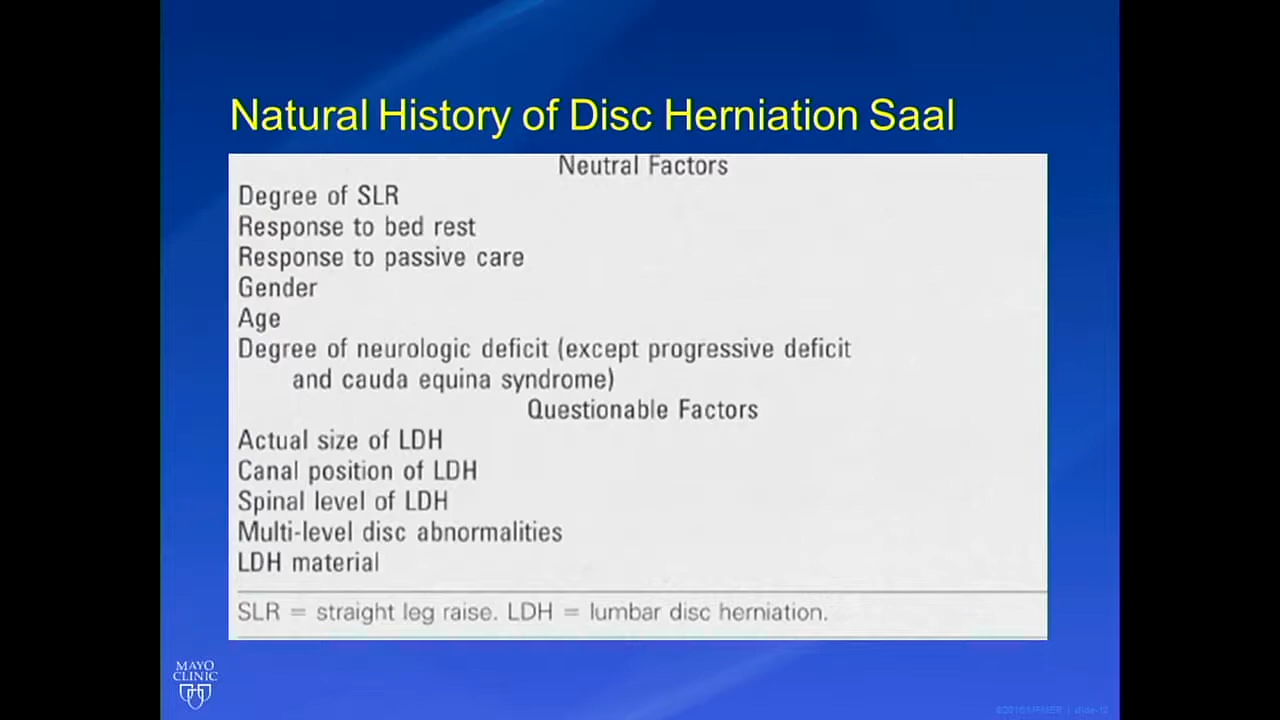 Natural History of Disc Herniation Saal
Neutral Factors
Degree of SLR
Response to bed rest
Response to passive care
Gender
Age
Degree of neurologic deficit (except progressive deficit
and cauda equina syndrome)
Questionable Factors
Actual size of LDH
Canal position of LDH
Spinal level of LDH
Multi-level disc abnormalities
LDH material
SLR = straight leg raise. LDH = lumbar disc herniation.
MAYO
CLINIC